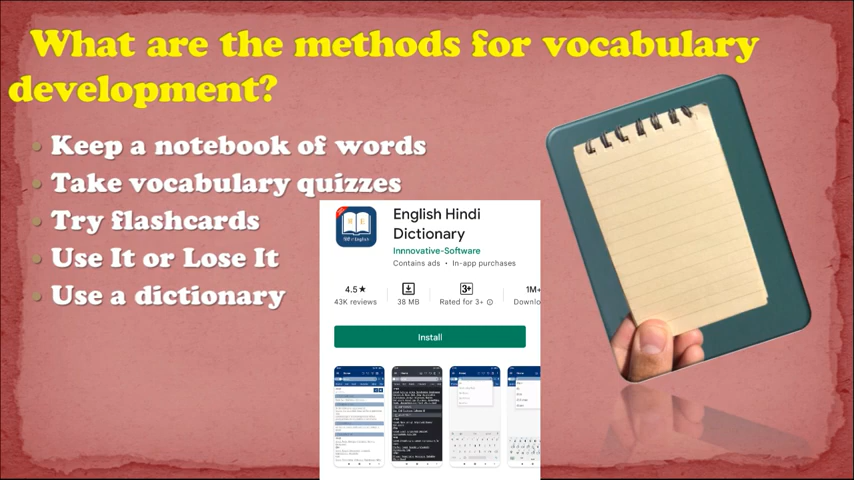 What are the methods for vocabulary
development?
Keep a notebook of words
Take vocabulary quizzes
Try flashcards
Use It or Lose It
Use a dictionary
English Hindi
Dictionary
Innnovative-Software
Contains ads • In-app purchases
4.5★
43K reviews
38 MB
3+
Rated for 3+
1M+
Downlo
Install